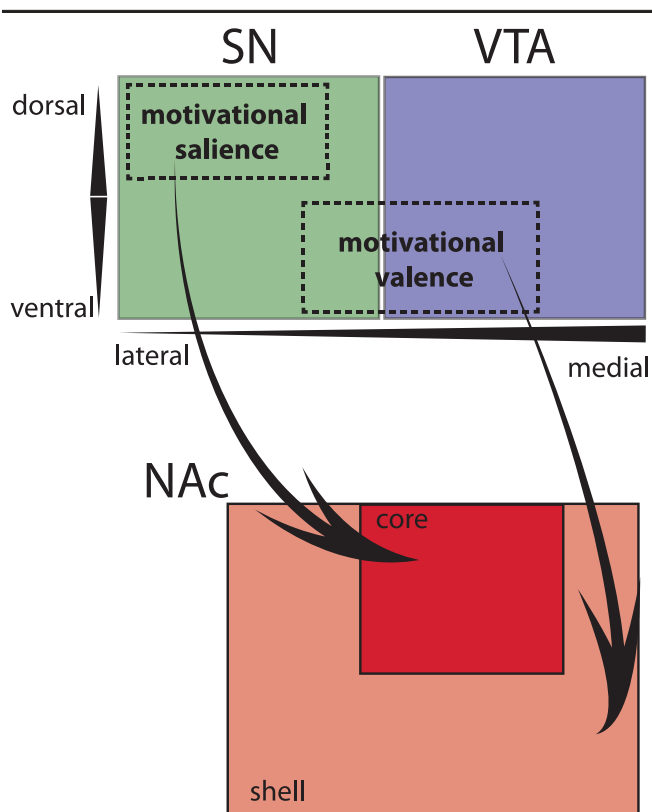 SN VTA
dorsal
motivational
salience
motivational
valence
ventral
lateral
medial
NAc
core
shell